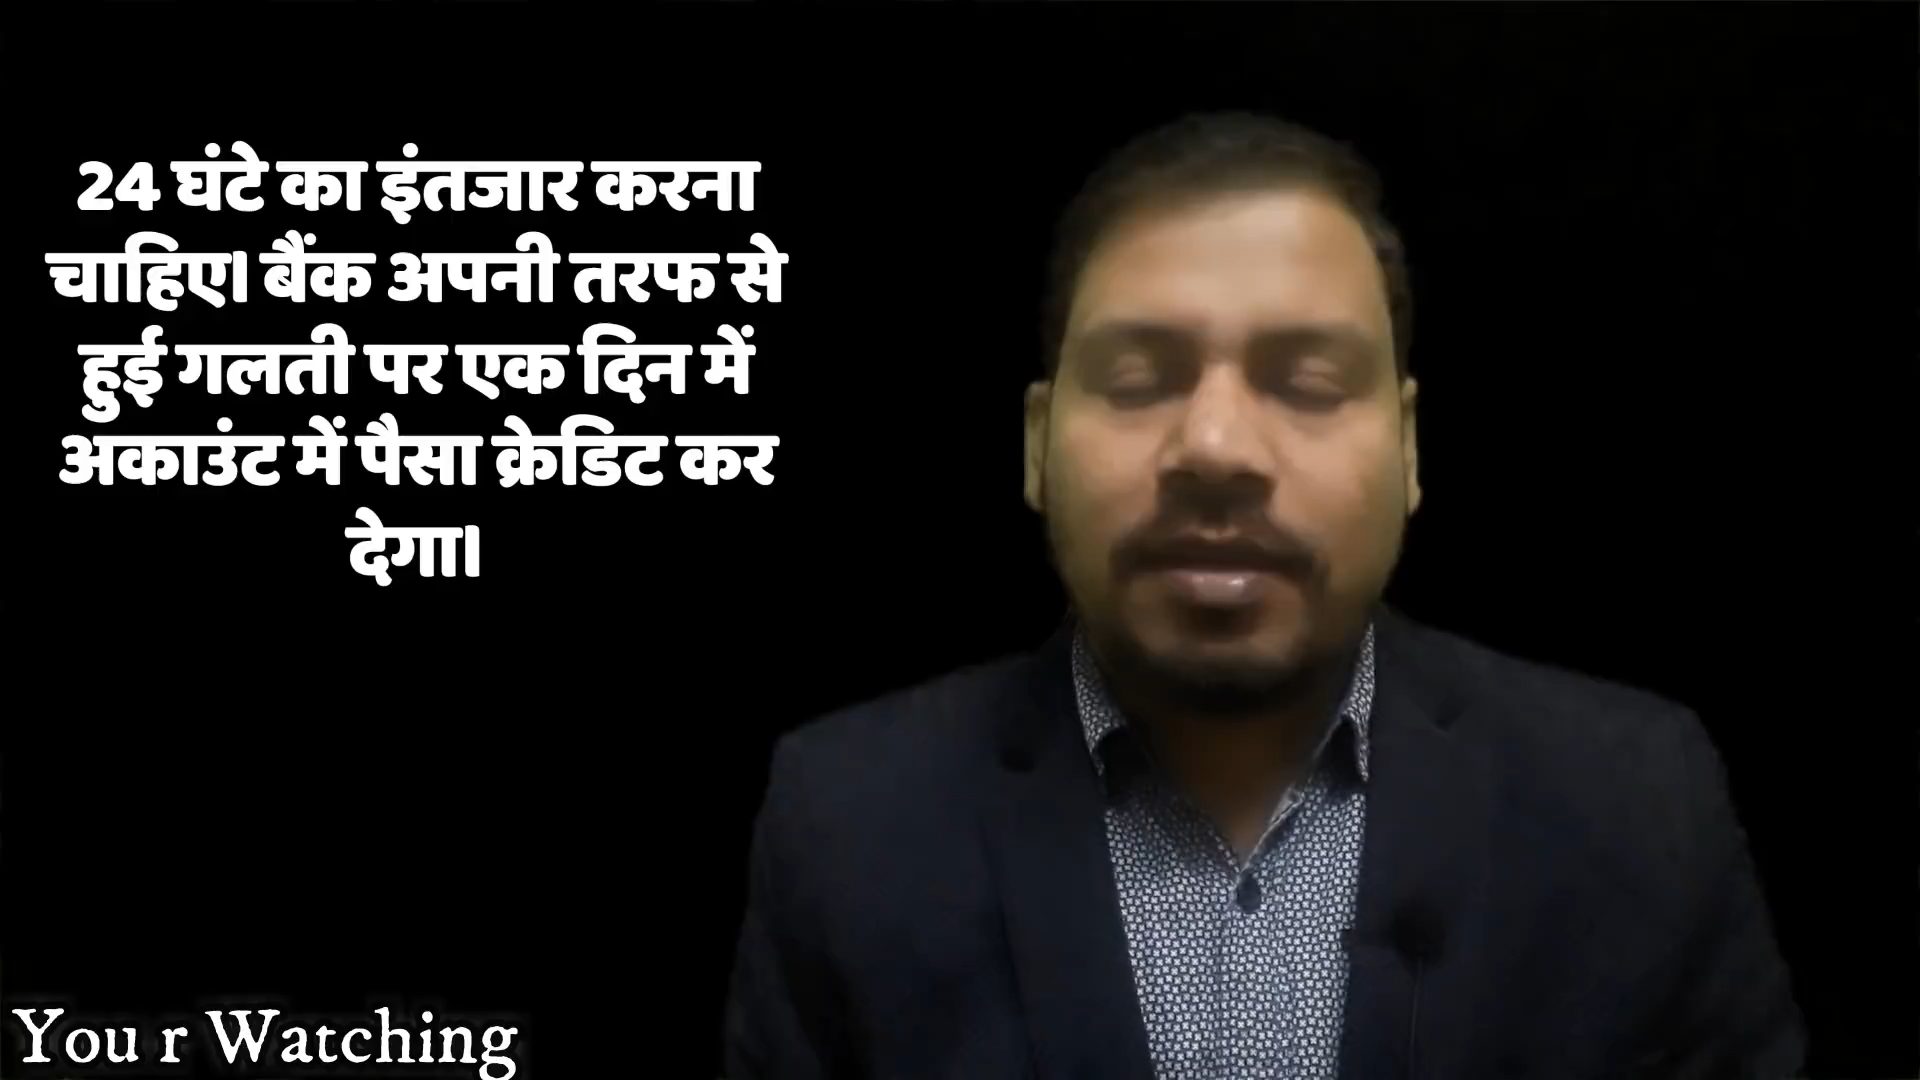 24 घंटे का इंतजार करना
चाहिए। बैंक अपनी तरफ से
हुई गलती पर एक दिन में
अकाउंट में पैसा क्रेडिट कर
देगा।
You r Watching